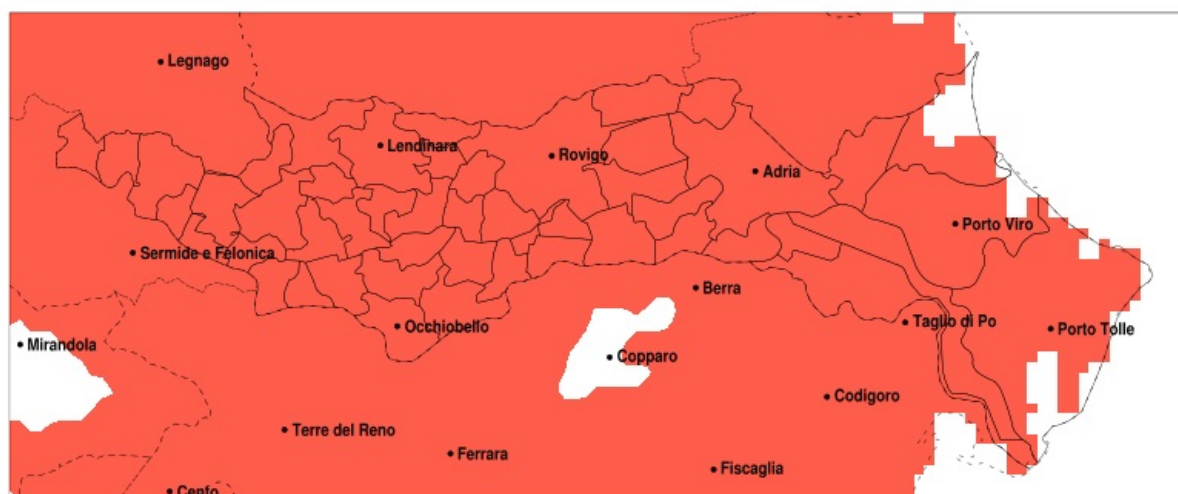 Legnago
Lendinara
Rovigo
Adria
Porto Viro
Sermide e Felonica
Berra
Occhiobello
Taglio di Po
Porto Tolle
Mirandola
Copparo
Codigoro
Terre del Reno
Ferrara
Fiscaglia
Cento